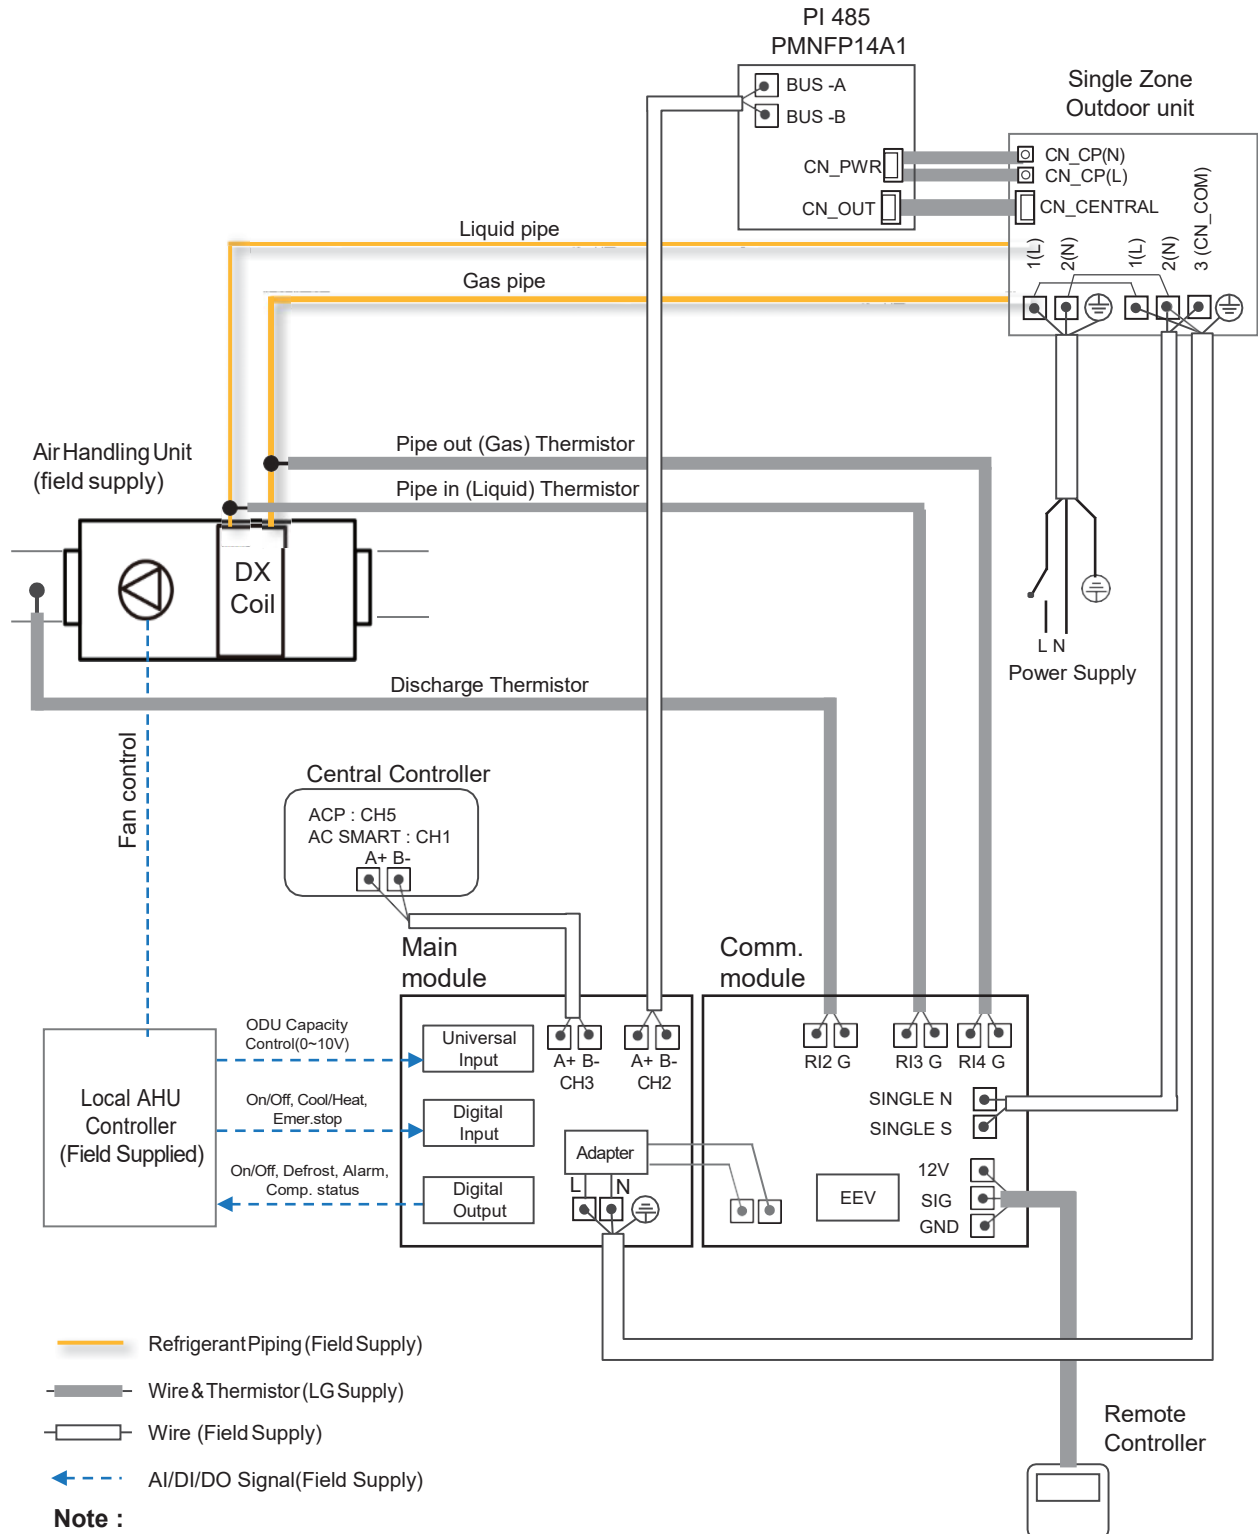 PI 485
PMNFP14A1
BUS -A
BUS -B
CN_PWR
CN_OUT
Single Zone
Outdoor unit
CN_CP(N)
CN_CP(L)
CN_CENTRAL
1(L)
2(N)
1(L)
2(N)
3 (CN_COM)
Liquid pipe
Gas pipe
Air Handling Unit
(field supply)
Pipe out (Gas) Thermistor
Pipe in (Liquid) Thermistor
DX
Coil
L N
Power Supply
Discharge Thermistor
Fan control
Central Controller
ACP : CH5
AC SMART : CH1
A+ B-
Main
module
Comm.
module
ODU Capacity
Control(0~10V)
Universal
Input
A+ B-
CH3
A+ B-
CH2
RI2 G
RI3 G
RI4 G
Local AHU
Controller
(Field Supplied)
On/Off, Cool/Heat,
Emer.stop
Digital
Input
SINGLE N
SINGLE S
On/Off, Defrost, Alarm,
Comp. status
Digital
Output
Adapter
L
N
EEV
12V
SIG
GND
Refrigerant Piping (Field Supply)
Wire & Thermistor (LG Supply)
Wire (Field Supply)
AI/DI/DO Signal(Field Supply)
Remote
Controller
Note :